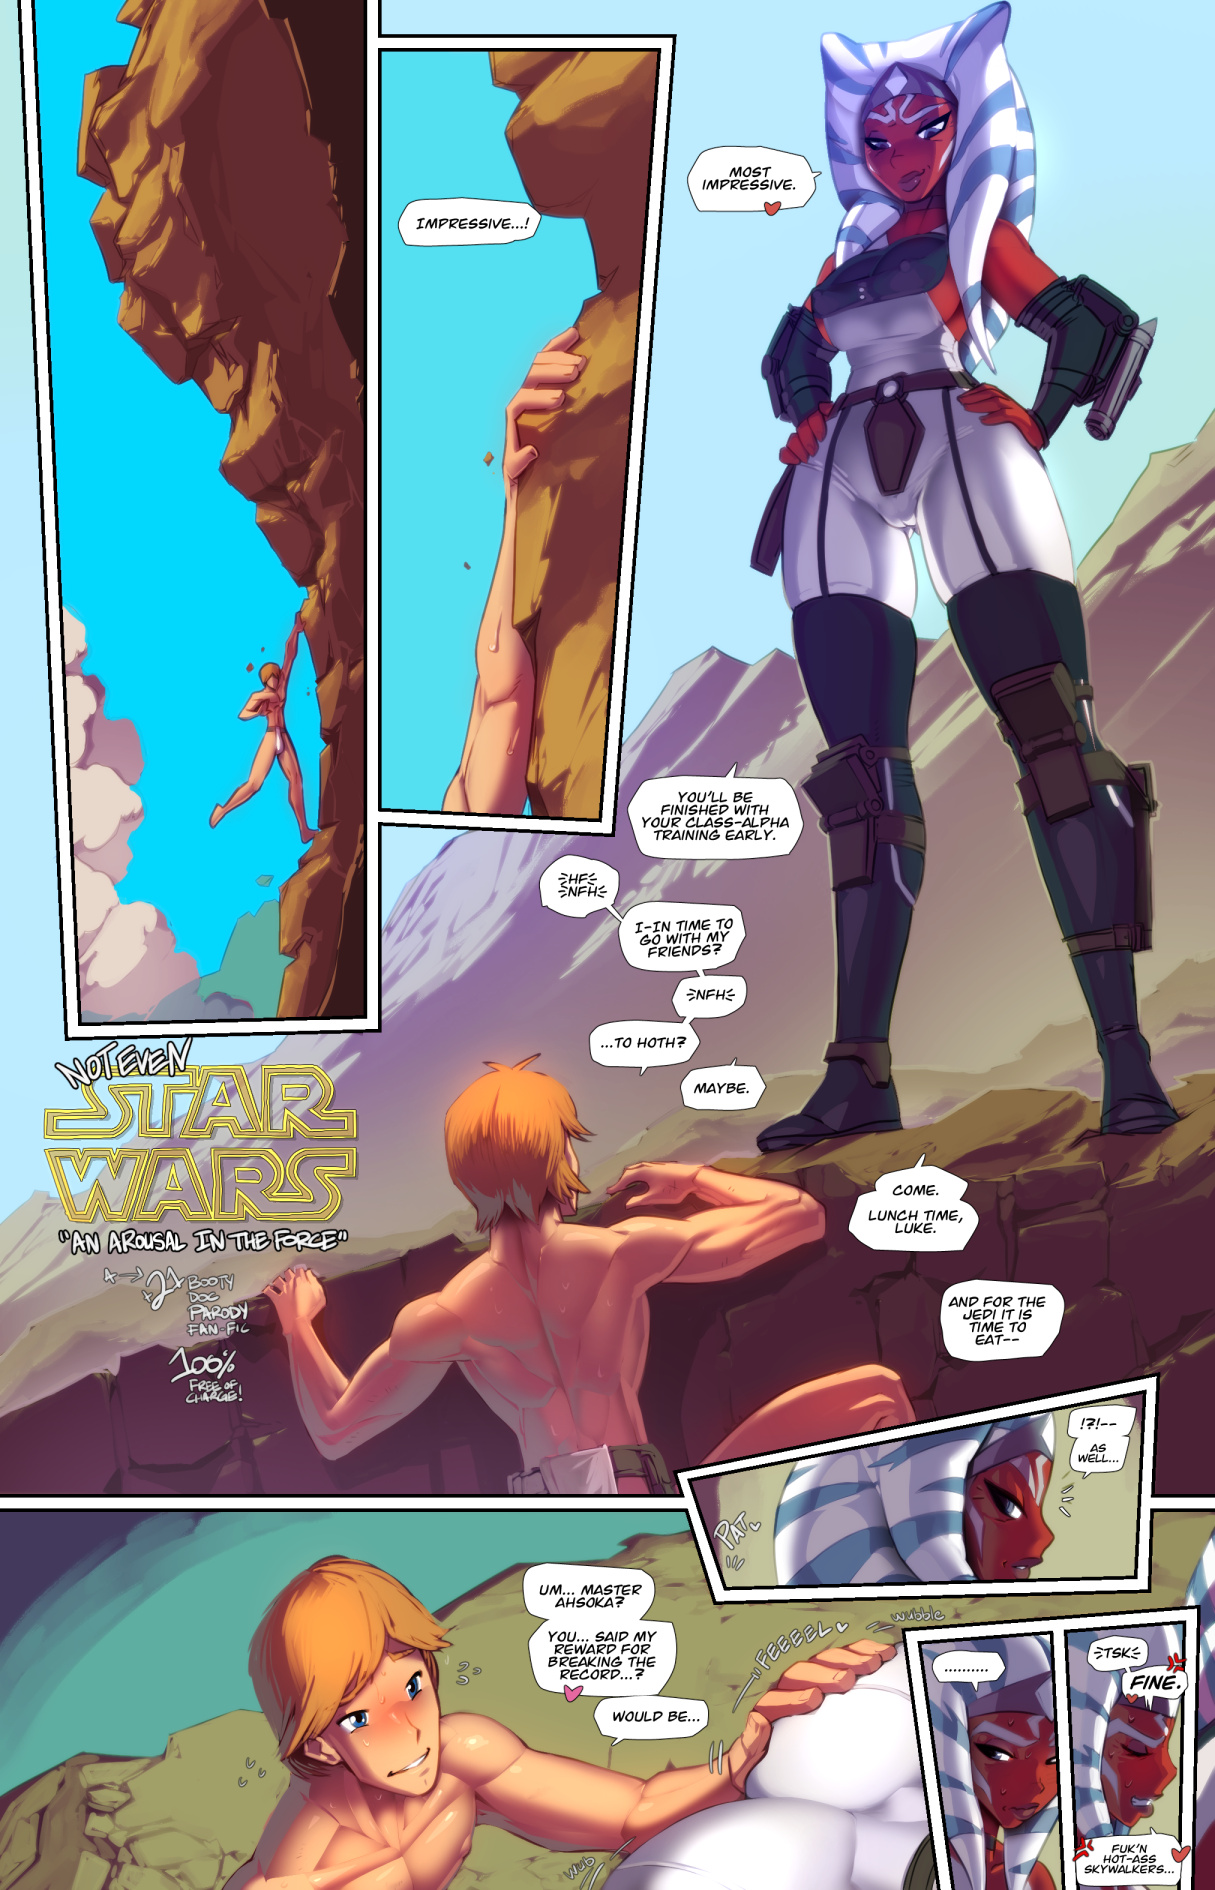 IMPRESSIVE...!
MOST
IMPRESSIVE.
YOU'LL BE
FINISHED WITH
YOUR CLASS-ALPHA
TRAINING EARLY.
HF
NFH
I-IN TIME TO
GO WITH MY
FRIENDS?
NFH
...TO HOTH?
MAYBE.
NOT EVEN
STAR
WARS
"AN AROUSAL IN THE FORCE"
+21
BOOTY
DOC
PARODY
FAN-FIC
100%
FREE OF
CHARGE!
COME.
LUNCH TIME,
LUKE.
AND FOR THE
JEDI IT IS
TIME TO
EAT--
!?!--
AS
WELL...
PAT
UM... MASTER
AHSOKA?
YOU... SAID MY
REWARD FOR
BREAKING THE
RECORD...?
WOULD BE...
FEEEEL
wubble
wub
..........
TSK
FINE.
FUK'N
HOT-ASS
SKYWALKERS...